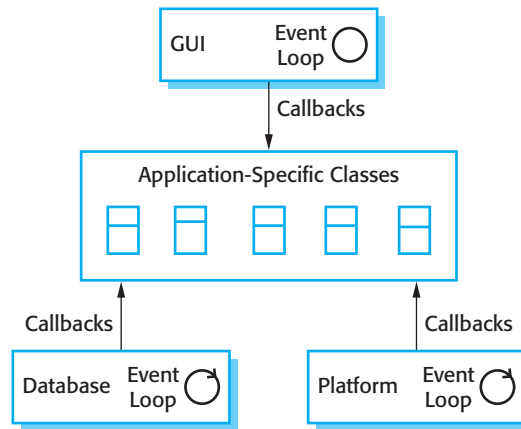 GUI
Event
Loop
Callbacks
Application-Specific Classes
Callbacks
Callbacks
Database
Event
Loop
Platform
Event
Loop